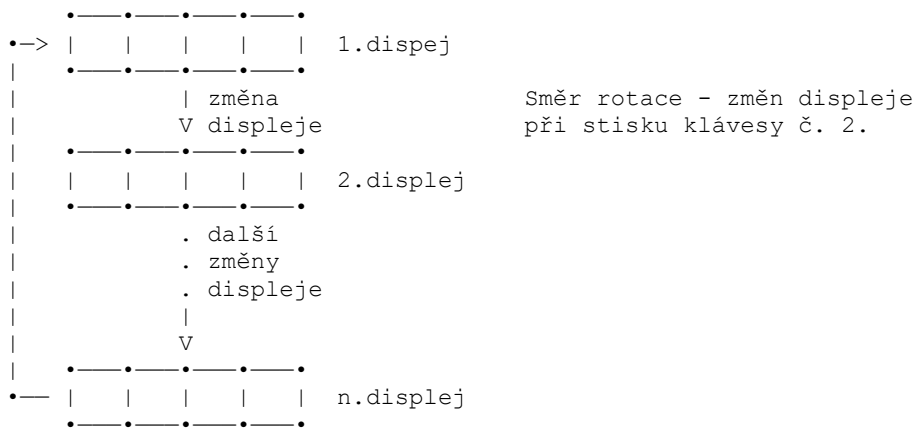 1.dispej
změna Směr rotace - změn displeje
V displeje při stisku klávesy č. 2.
2.displej
. další
. změny
. displeje
V
n.displej